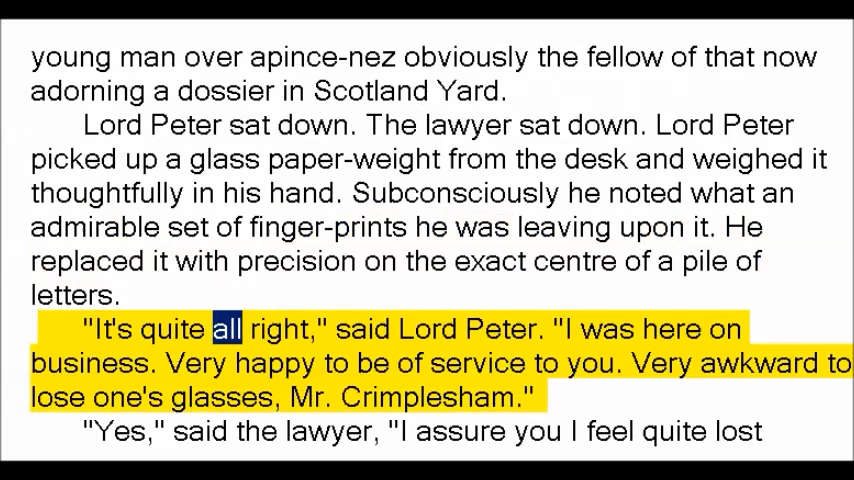 young man over apince-nez obviously the fellow of that now
adorning a dossier in Scotland Yard.
Lord Peter sat down. The lawyer sat down. Lord Peter
picked up a glass paper-weight from the desk and weighed it
thoughtfully in his hand. Subconsciously he noted what an
admirable set of finger-prints he was leaving upon it. He
replaced it with precision on the exact centre of a pile of
letters.
"It's quite all right," said Lord Peter. "I was here on
business. Very happy to be of service to you. Very awkward to
lose one's glasses, Mr. Crimplesham."
"Yes," said the lawyer, "I assure you I feel quite lost